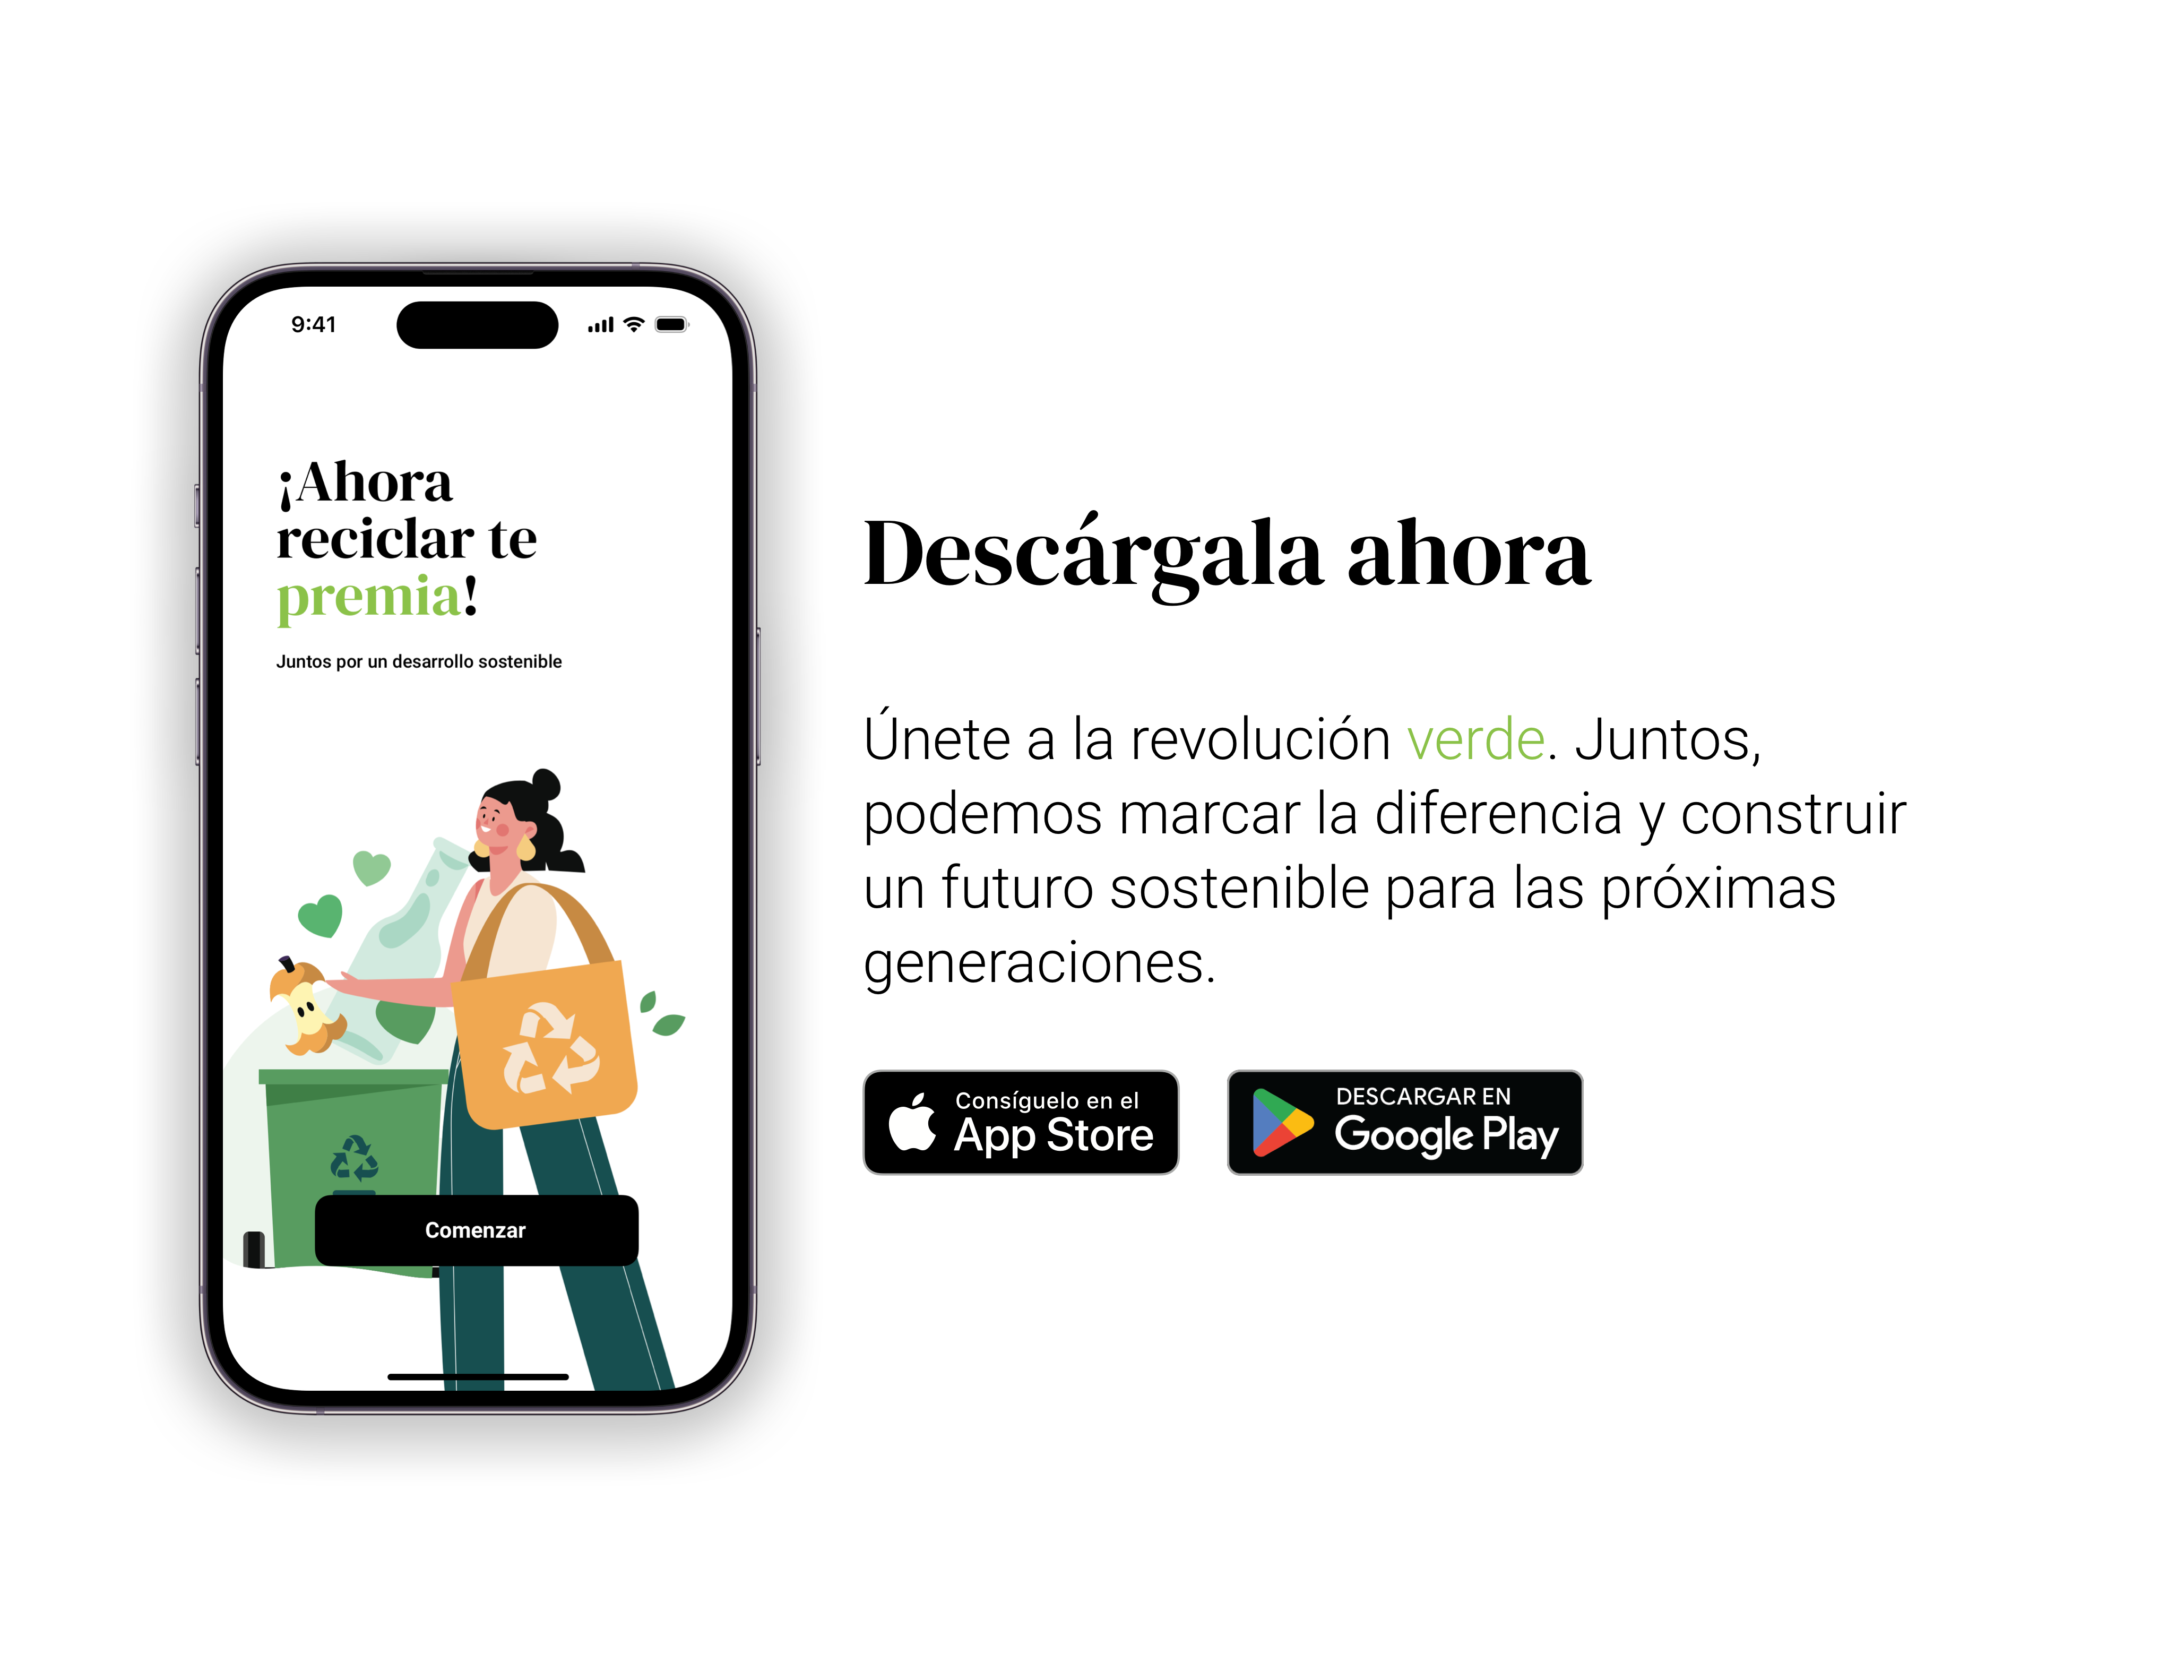 9:41
¡Ahora
reciclar te
premia!
Juntos por un desarrollo sostenible
Comenzar
Descárgala ahora
Únete a la revolución verde. Juntos,
podemos marcar la diferencia y construir
un futuro sostenible para las próximas
generaciones.
Consíguelo en el
App Store
DESCARGAR EN
Google Play